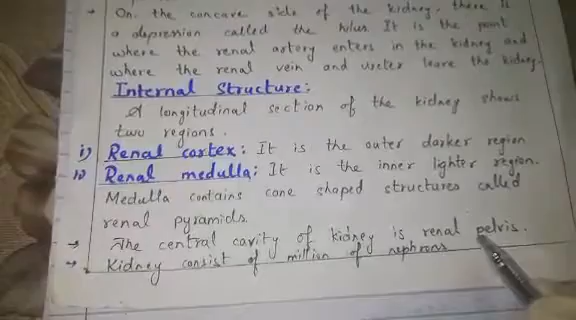 → On the concave side of the kidney, there is
a depression called the hilus. It is the point
where the renal artery enters in the kidney and
where the renal vein and ureter leave the kidney.
Internal Structure:
A longitudinal section of the kidney shows
two regions.
i) Renal cortex: It is the outer darker region
ii) Renal medulla: It is the inner lighter region.
Medulla contains cone shaped structures called
renal pyramids.
→ The central cavity of kidney is renal pelvis.
→ Kidney consist of million of nephrons